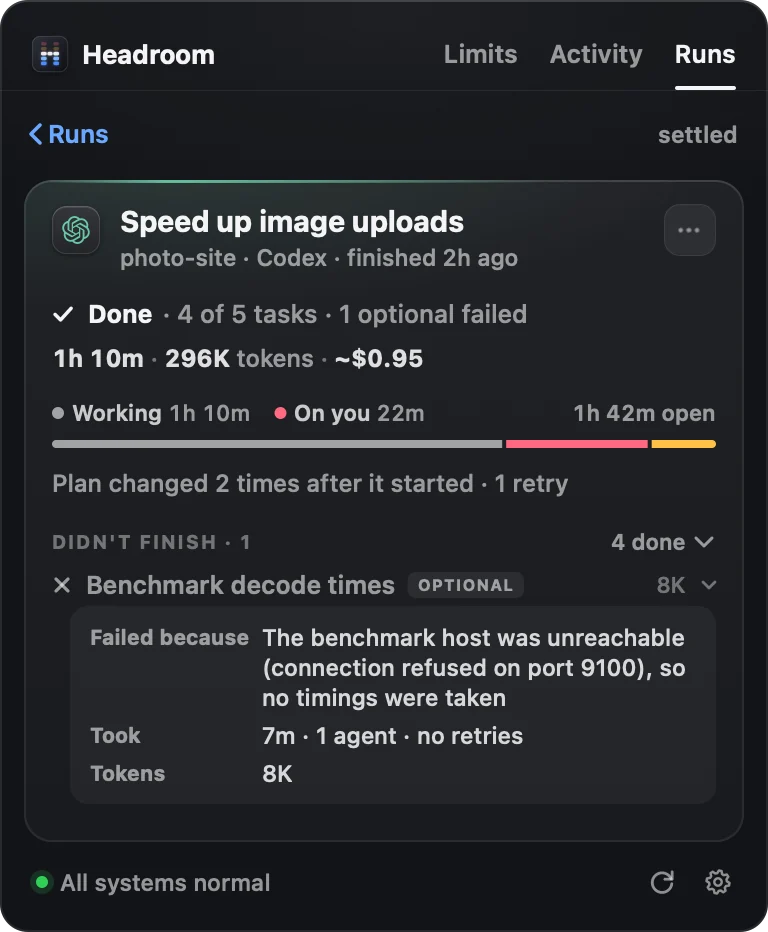 Headroom
Limits
Activity
Runs
Runs
settled
Speed up image uploads
photo-site · Codex · finished 2h ago
Done · 4 of 5 tasks · 1 optional failed
1h 10m · 296K tokens · ~$0.95
Working 1h 10m
On you 22m
1h 42m open
Plan changed 2 times after it started · 1 retry
DIDN'T FINISH · 1
4 done
Benchmark decode times
OPTIONAL
8K
Failed because
The benchmark host was unreachable
(connection refused on port 9100), so
no timings were taken
Took
7m · 1 agent · no retries
Tokens
8K
All systems normal